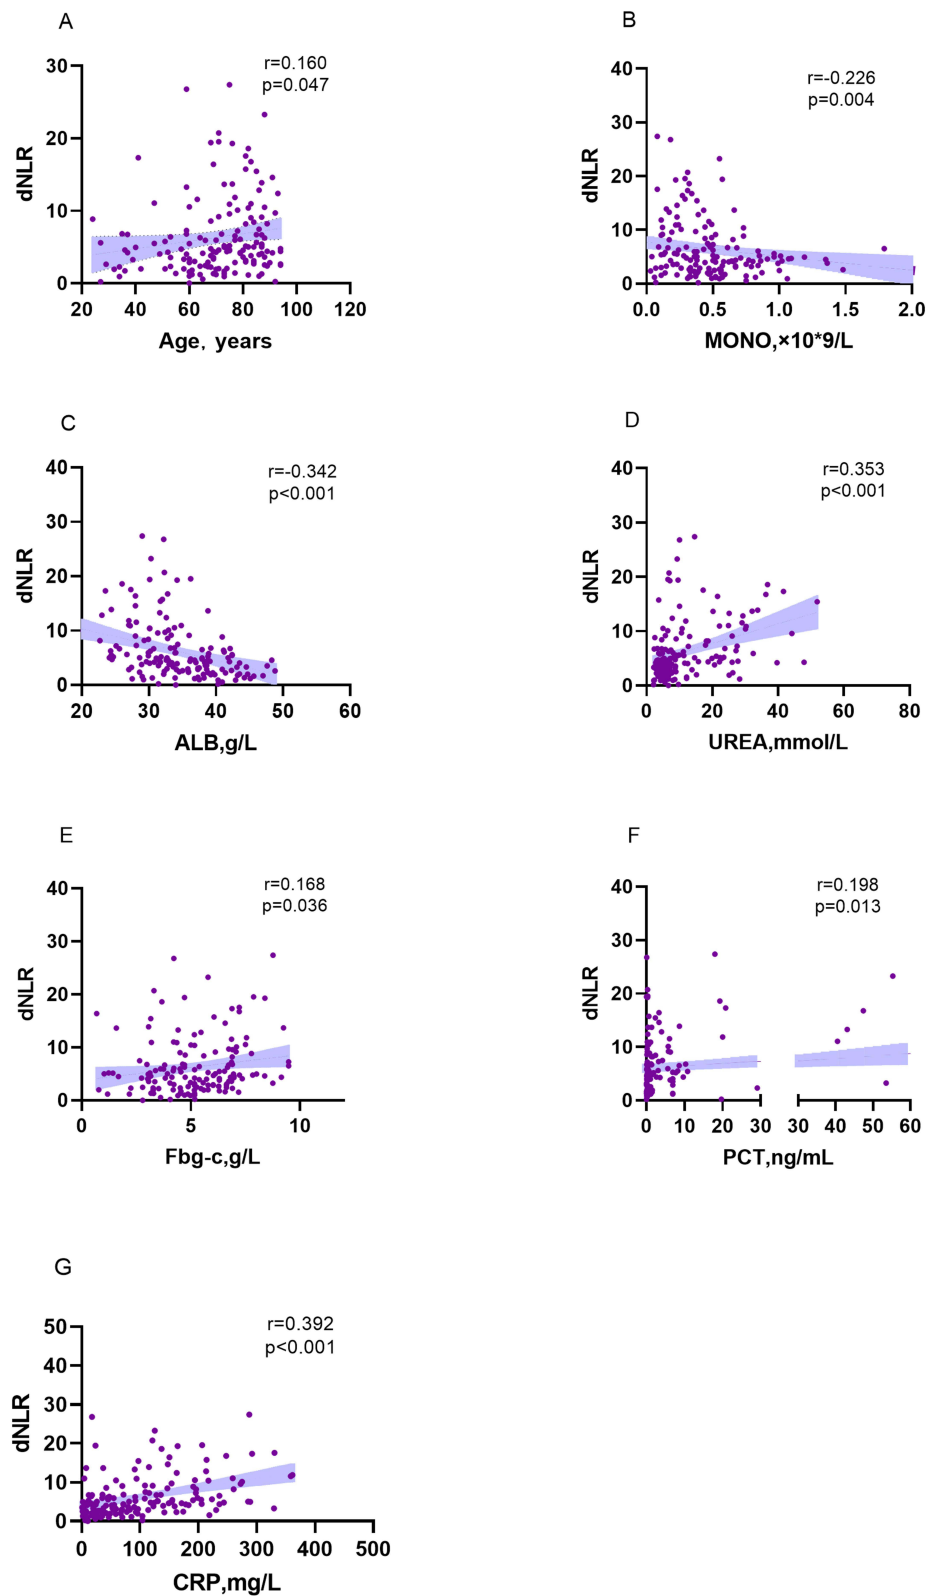 A
r=0.160
p=0.047
30
20
10
0
dNLR
20 40 60 80 100 120
Age, years
B
r=-0.226
p=0.004
40
30
20
10
0
dNLR
0.0 0.5 1.0 1.5 2.0
MONO,×10*9/L
C
r=-0.342
p<0.001
40
30
20
10
0
dNLR
20 30 40 50 60
ALB,g/L
D
r=0.353
p<0.001
40
30
20
10
0
dNLR
0 20 40 60 80
UREA,mmol/L
E
r=0.168
p=0.036
40
30
20
10
0
dNLR
0 5 10
Fbg-c,g/L
F
r=0.198
p=0.013
40
30
20
10
0
dNLR
0 10 20 30 30 40 50 60
PCT,ng/mL
G
r=0.392
p<0.001
50
40
30
20
10
0
dNLR
0 100 200 300 400 500
CRP,mg/L